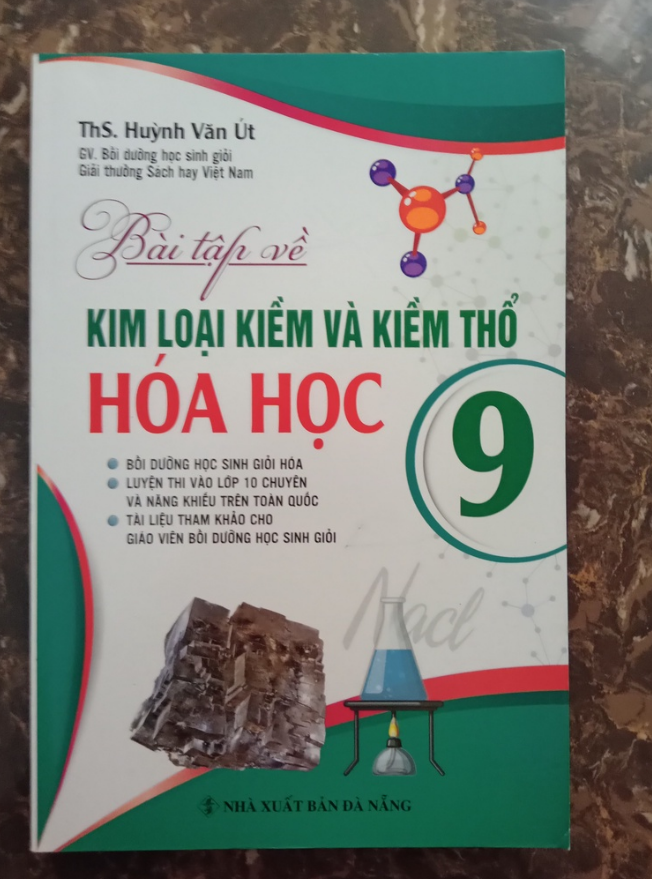 ThS. Huỳnh Văn Út
GV. Bồi dưỡng học sinh giỏi
Giải thưởng Sách hay Việt Nam
Bài tập về
KIM LOẠI KIỀM VÀ KIỀM THỔ
HÓA HỌC
9
BỒI DƯỠNG HỌC SINH GIỎI HÓA
LUYỆN THI VÀO LỚP 10 CHUYÊN
VÀ NĂNG KHIẾU TRÊN TOÀN QUỐC
TÀI LIỆU THAM KHẢO CHO
GIÁO VIÊN BỒI DƯỠNG HỌC SINH GIỎI
Nacl
NHÀ XUẤT BẢN ĐÀ NẴNG